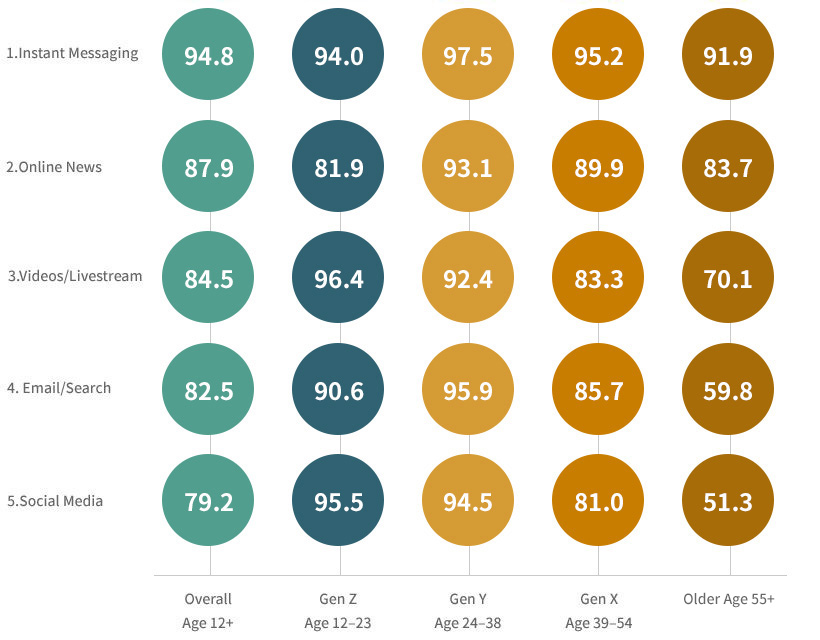 1.Instant Messaging 94.8 94.0 97.5 95.2 91.9
2.Online News 87.9 81.9 93.1 89.9 83.7
3.Videos/Livestream 84.5 96.4 92.4 83.3 70.1
4. Email/Search 82.5 90.6 95.9 85.7 59.8
5.Social Media 79.2 95.5 94.5 81.0 51.3
Overall Gen Z Gen Y Gen X Older Age 55+
Age 12+ Age 12–23 Age 24–38 Age 39–54